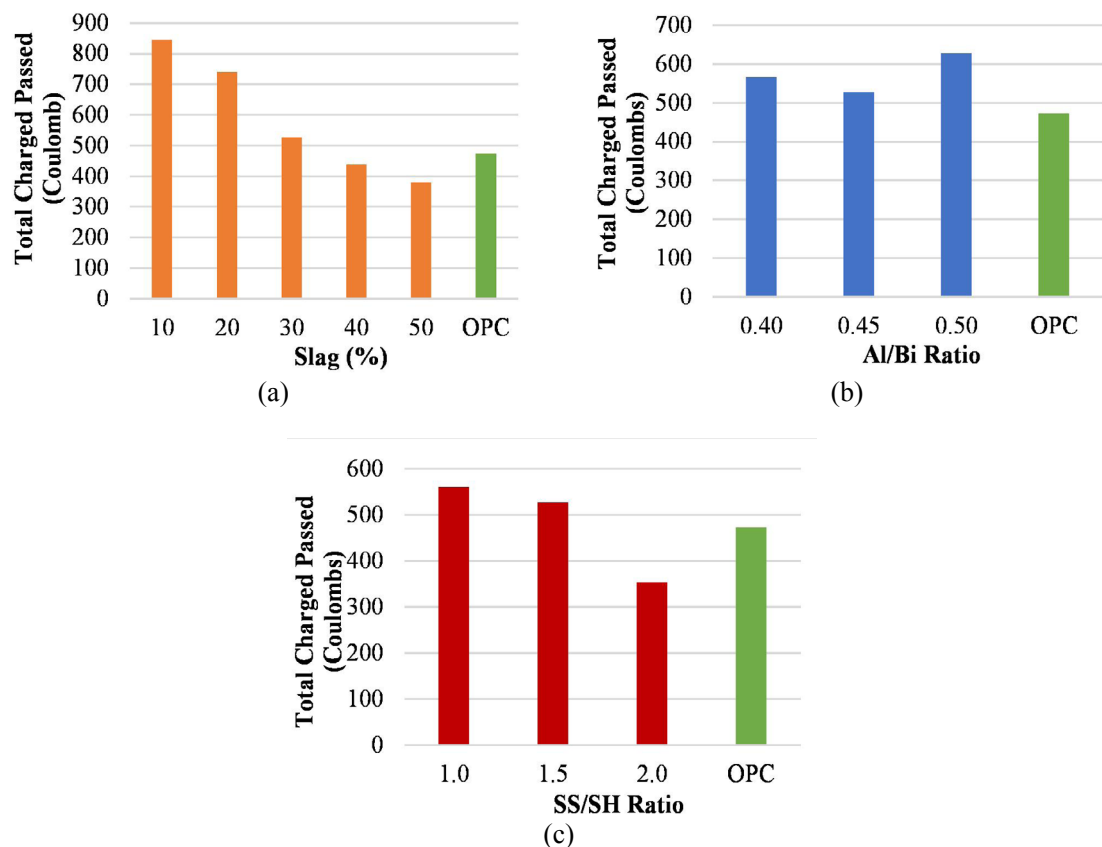 Total Charged Passed
(Coulomb)
900
800
700
600
500
400
300
200
100
0
10 20 30 40 50 OPC
Slag (%)
(a)
Total Charged Passed
(Coulombs)
700
600
500
400
300
200
100
0
0.40 0.45 0.50 OPC
Al/Bi Ratio
(b)
Total Charged Passed
(Coulombs)
600
500
400
300
200
100
0
1.0 1.5 2.0 OPC
SS/SH Ratio
(c)